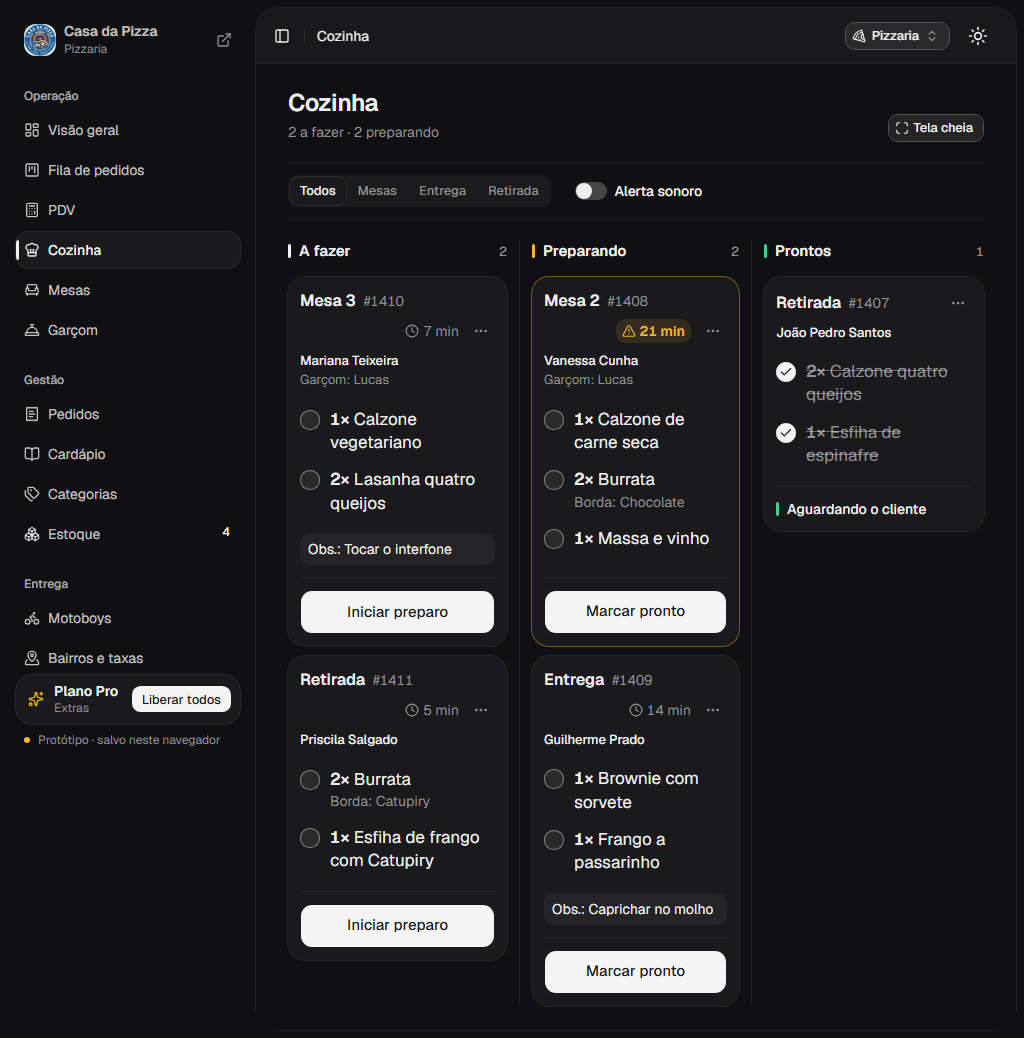 Casa da Pizza
Pizzaria
Operação
Visão geral
Fila de pedidos
PDV
Cozinha
Mesas
Garçom
Gestão
Pedidos
Cardápio
Categorias
Estoque 4
Entrega
Motoboys
Bairros e taxas
Plano Pro
Extras
Liberar todos
Protótipo · salvo neste navegador
Cozinha
Pizzaria
Cozinha
2 a fazer · 2 preparando
Tela cheia
Todos Mesas Entrega Retirada
Alerta sonoro
A fazer 2
Mesa 3 #1410
7 min
Mariana Teixeira
Garçom: Lucas
1× Calzone
vegetariano
2× Lasanha quatro
queijos
Obs.: Tocar o interfone
Iniciar preparo
Retirada #1411
5 min
Priscila Salgado
2× Burrata
Borda: Catupiry
1× Esfiha de frango
com Catupiry
Iniciar preparo
Preparando 2
Mesa 2 #1408
21 min
Vanessa Cunha
Garçom: Lucas
1× Calzone de
carne seca
2× Burrata
Borda: Chocolate
1× Massa e vinho
Marcar pronto
Entrega #1409
14 min
Guilherme Prado
1× Brownie com
sorvete
1× Frango a
passarinho
Obs.: Caprichar no molho
Marcar pronto
Prontos 1
Retirada #1407
João Pedro Santos
2× Calzone quatro
queijos
1× Esfiha de
espinafre
Aguardando o cliente